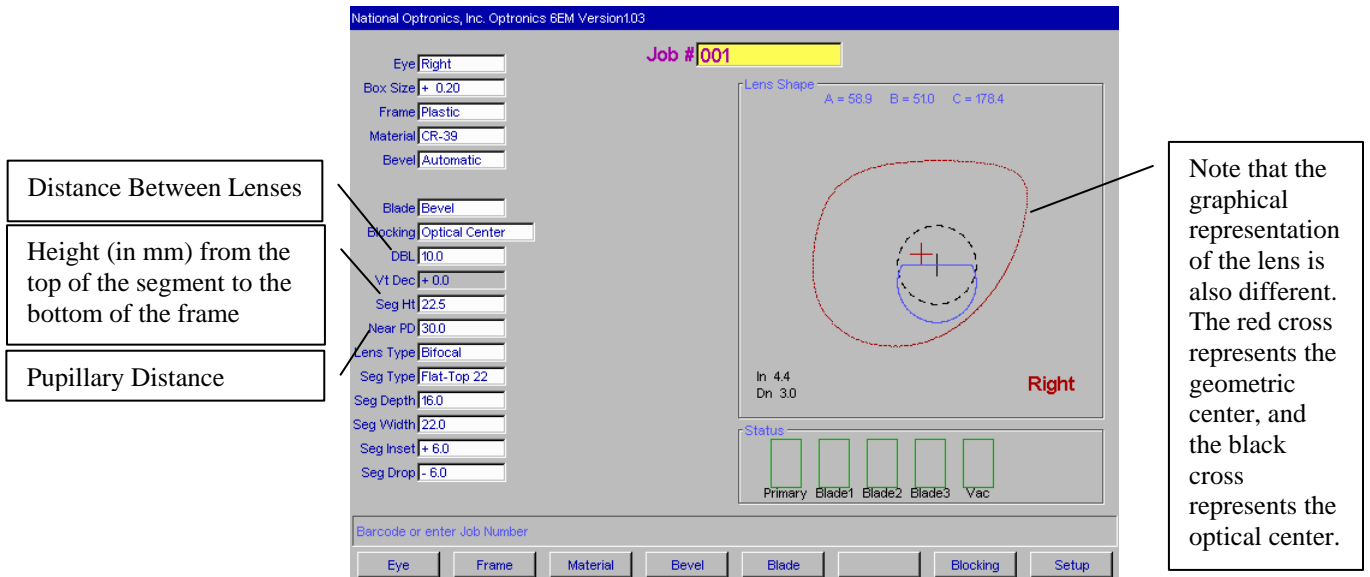 National Optronics, Inc. Optronics 6EM Version1.03
Job # 001
Eye Right
Box Size + 0.20
Frame Plastic
Material CR-39
Bevel Automatic
Blade Bevel
Blocking Optical Center
DBL 10.0
Vt Dec + 0.0
Seg Ht 22.5
Near PD 30.0
Lens Type Bifocal
Seg Type Flat-Top 22
Seg Depth 16.0
Seg Width 22.0
Seg Inset + 6.0
Seg Drop - 6.0
Distance Between Lenses
Height (in mm) from the
top of the segment to the
bottom of the frame
Pupillary Distance
Lens Shape
A = 58.9 B = 51.0 C = 178.4
In 4.4
Dn 3.0
Right
Status
Primary Blade1 Blade2 Blade3 Vac
Note that the
graphical
representation
of the lens is
also different.
The red cross
represents the
geometric
center, and
the black
cross
represents the
optical center.
Barcode or enter Job Number
Eye Frame Material Bevel Blade Blocking Setup